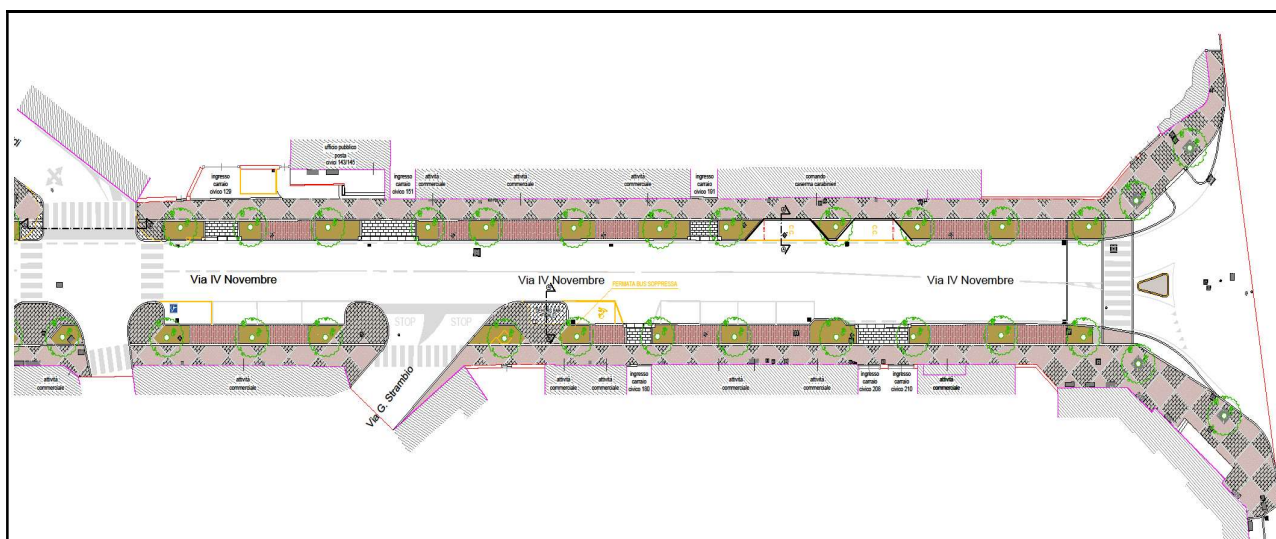 ufficio pubblico
posta
civici 143/145
ingresso
carraio
civico 129
ingresso
carraio
civico 151
attività
commerciale
attività
commerciale
attività
commerciale
ingresso
carraio
civico 191
comando
caserma carabinieri
CC
CC
Via IV Novembre
Via IV Novembre
Via IV Novembre
FERMATA BUS SOPPRESSA
STOP
STOP
Via G. Strambio
attività
commerciale
attività
commerciale
attività
commerciale
attività
commerciale
ingresso
carraio
civico 180
attività
commerciale
attività
commerciale
ingresso
carraio
civico 208
ingresso
carraio
civico 210
attività
commerciale